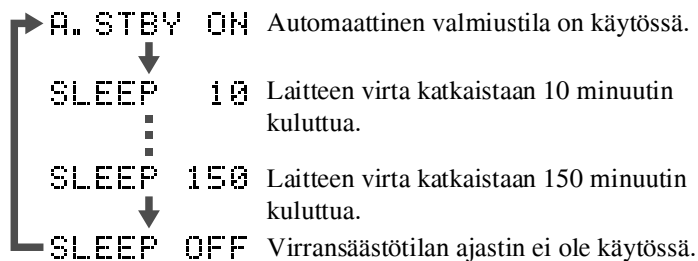 A. STBY ON Automaattinen valmiustila on käytössä.
SLEEP 10 Laitteen virta katkaistaan 10 minuutin
kuluttua.
SLEEP 150 Laitteen virta katkaistaan 150 minuutin
kuluttua.
SLEEP OFF Virransäästötilan ajastin ei ole käytössä.